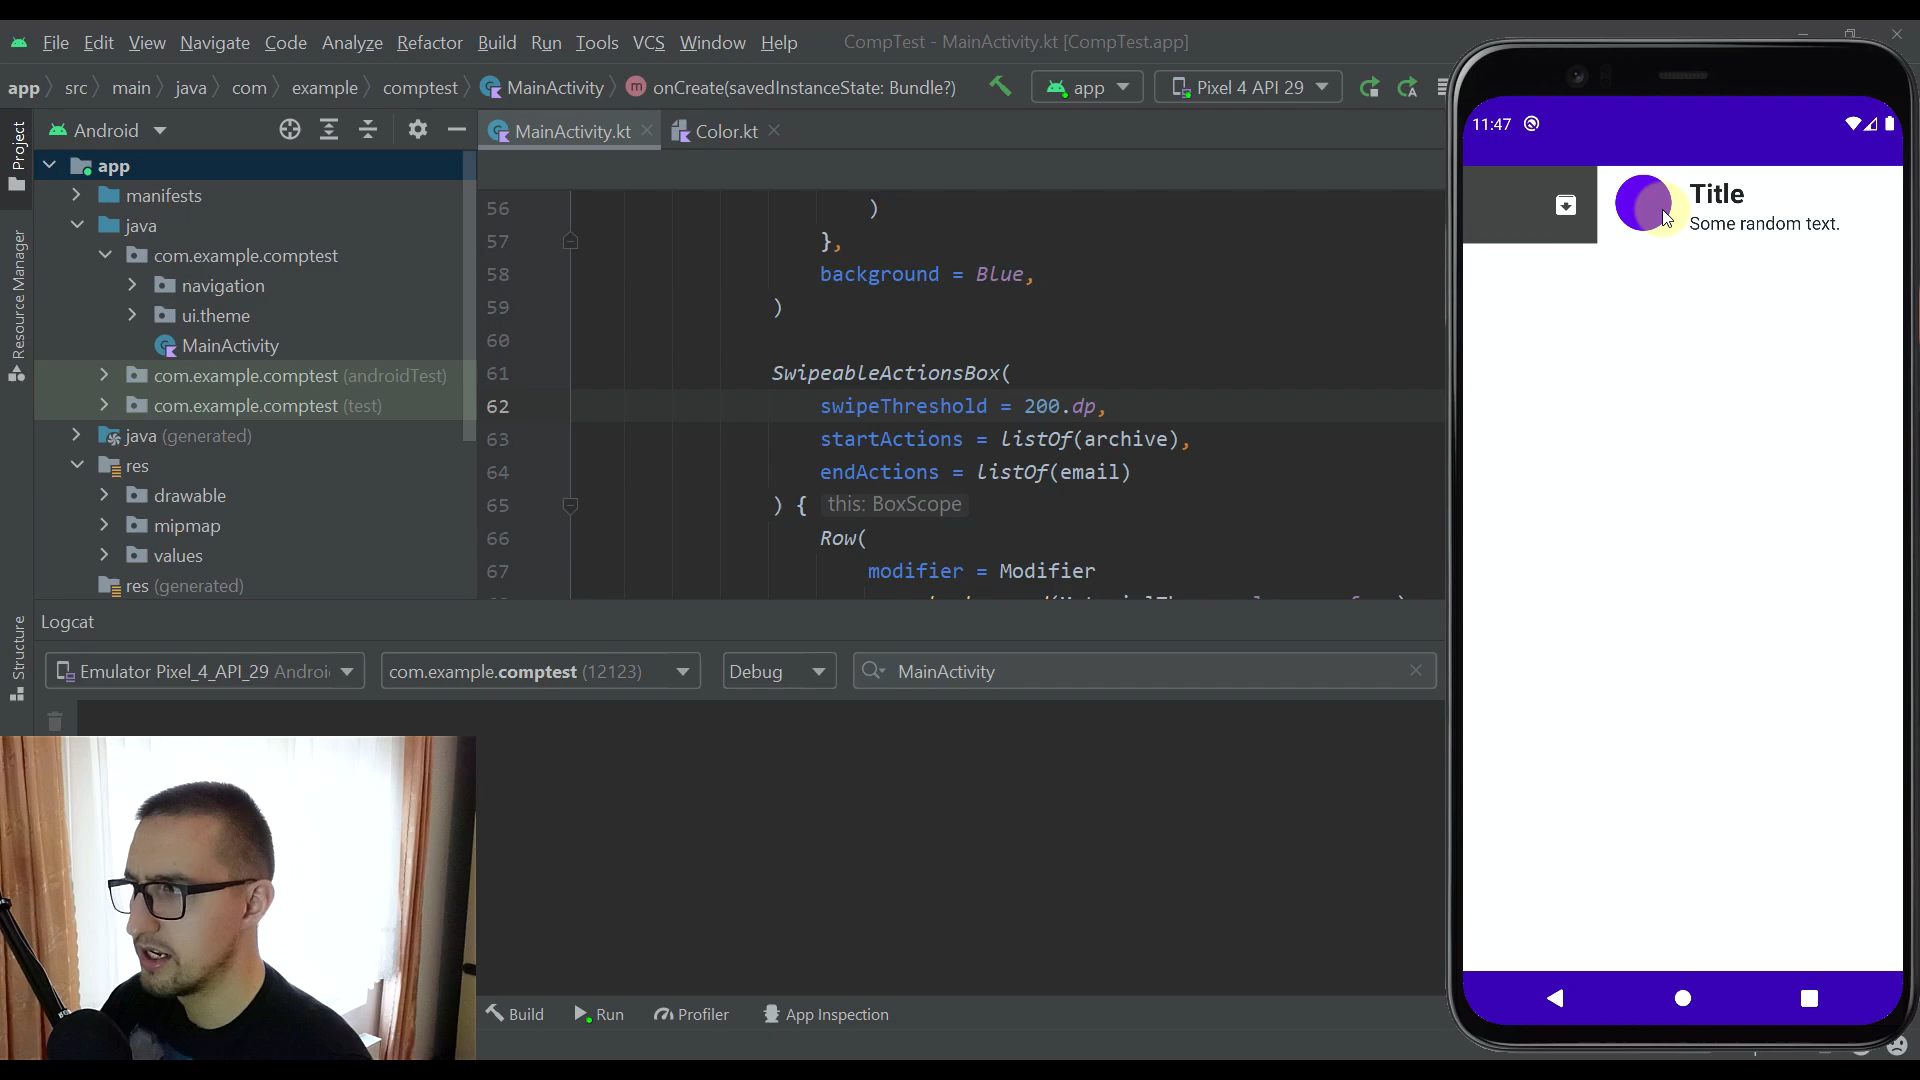 File Edit View Navigate Code Analyze Refactor Build Run Tools VCS Window Help CompTest - MainActivity.kt [CompTest.app]
app src main java com example comptest MainActivity onCreate(savedInstanceState: Bundle?) app Pixel 4 API 29
Android
MainActivity.kt Color.kt
Project
Resource Manager
Structure
app
manifests
java
com.example.comptest
navigation
ui.theme
MainActivity
com.example.comptest (androidTest)
com.example.comptest (test)
java (generated)
res
drawable
mipmap
values
res (generated)
56 )
57 },
58 background = Blue,
59 )
60
61 SwipeableActionsBox(
62 swipeThreshold = 200.dp,
63 startActions = listOf(archive),
64 endActions = listOf(email)
65 ) { this: BoxScope
66 Row(
67 modifier = Modifier
Logcat
Emulator Pixel_4_API_29 com.example.comptest (12123) Debug MainActivity
Build Run Profiler App Inspection
11:47
Title
Some random text.